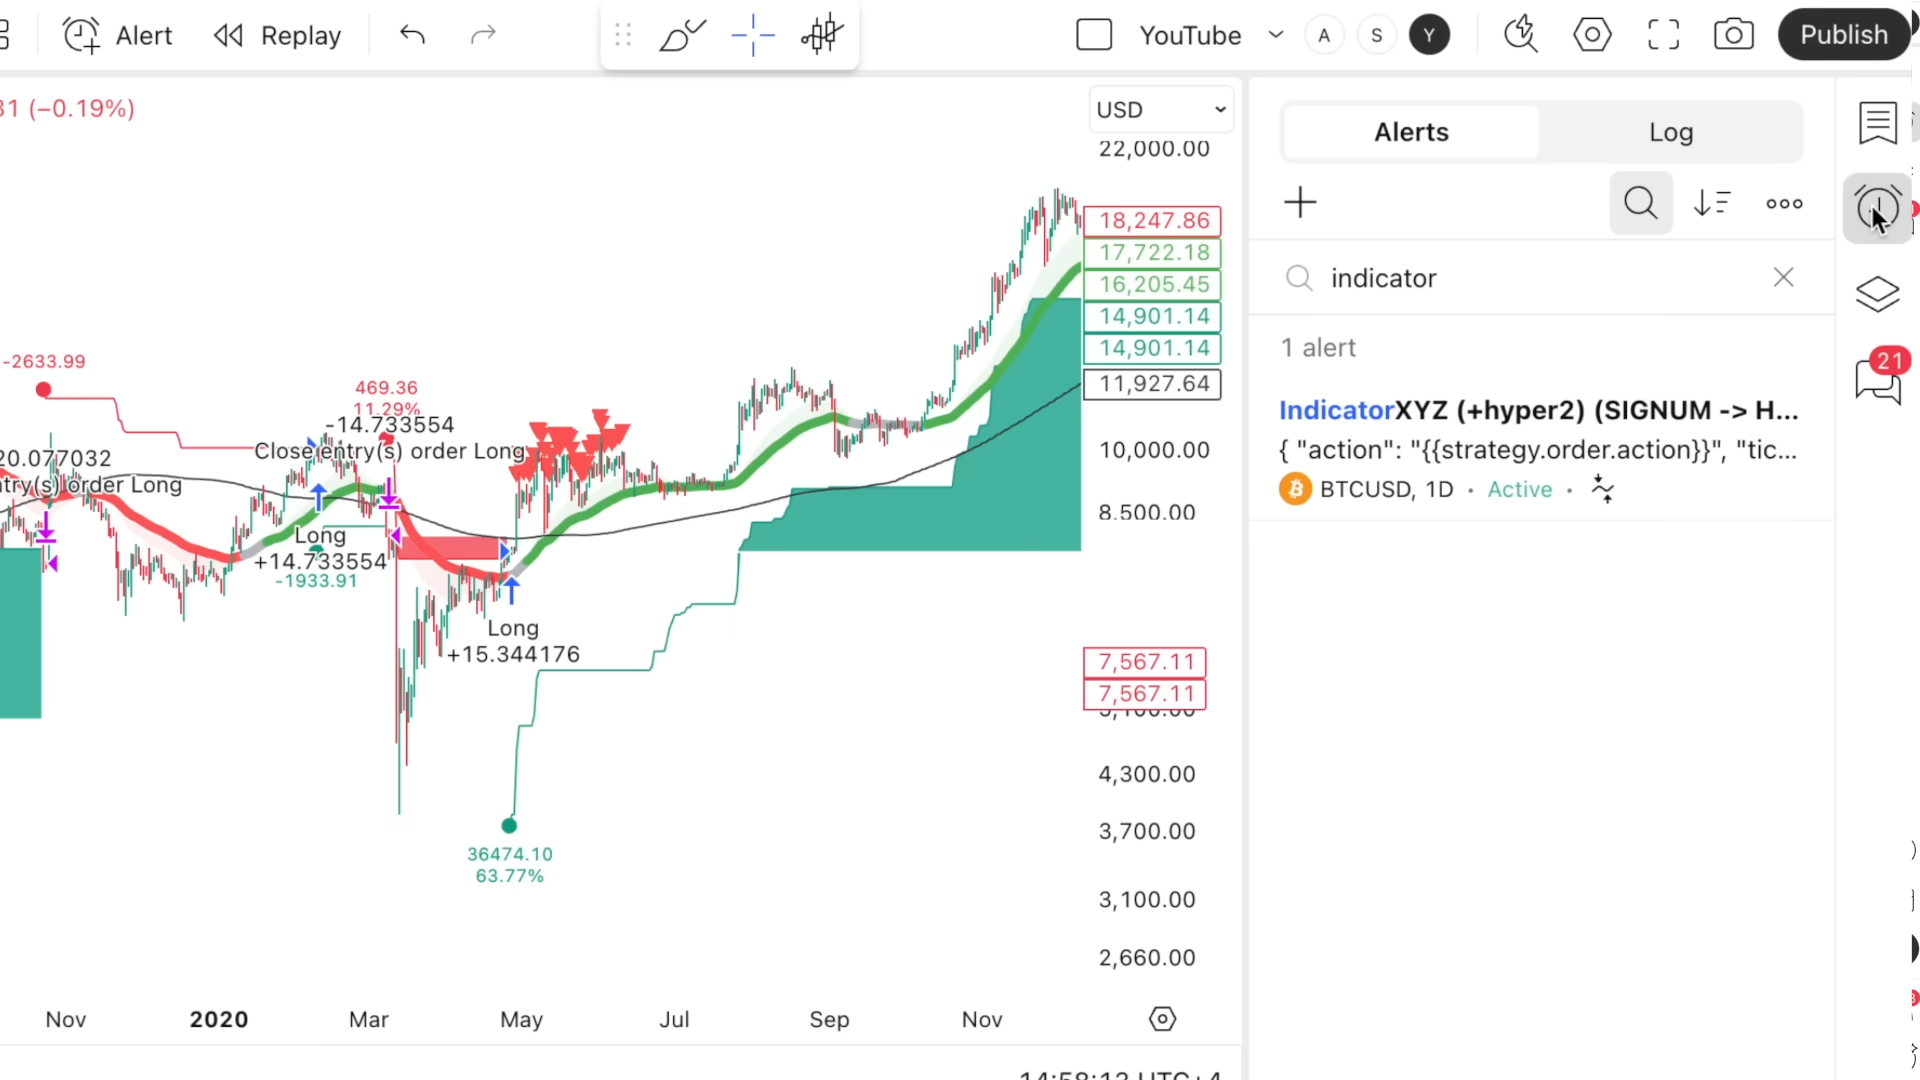 Alert
Replay
YouTube
A
S
Y
Publish
31 (−0.19%)
USD
22,000.00
18,247.86
17,722.18
16,205.45
14,901.14
14,901.14
11,927.64
10,000.00
8,500.00
7,567.11
7,567.11
4,300.00
3,700.00
3,100.00
2,660.00
-2633.99
469.36
11.29%
-14.733554
Close entry(s) order Long
20.077032
ntry(s) order Long
Long
+14.733554
-1933.91
Long
+15.344176
36474.10
63.77%
Nov
2020
Mar
May
Jul
Sep
Nov
14:58:13 UTC+4
Alerts
Log
indicator
1 alert
IndicatorXYZ (+hyper2) (SIGNUM -> H...
{ "action": "{{strategy.order.action}}", "tic...
BTCUSD, 1D • Active •
21